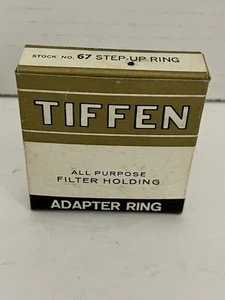 STOCK NO. 67 STEP-UP RING
TIFFEN
ALL PURPOSE
FILTER HOLDING
ADAPTER RING